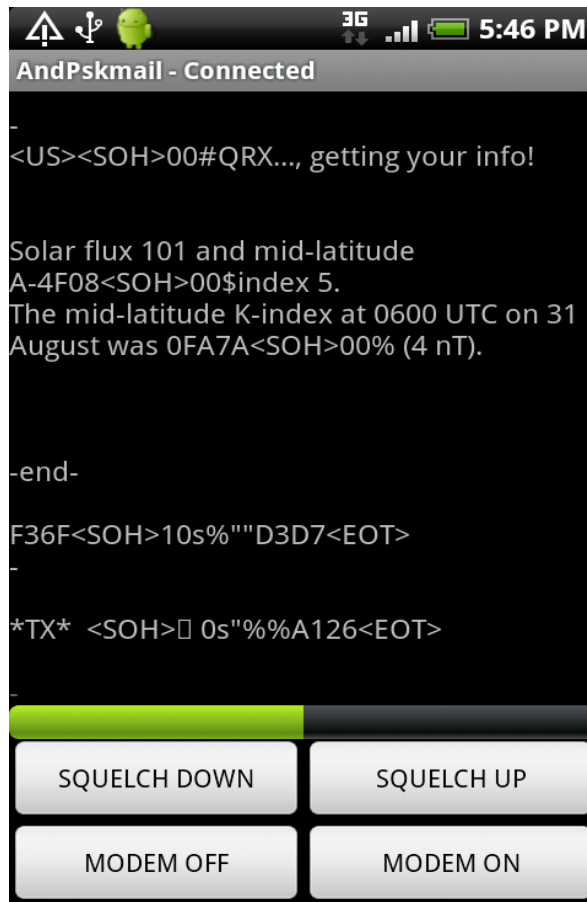 3G 5:46 PM
AndPskmail - Connected
-
<US><SOH>00#QRX..., getting your info!
Solar flux 101 and mid-latitude
A-4F08<SOH>00$index 5.
The mid-latitude K-index at 0600 UTC on 31
August was 0FA7A<SOH>00% (4 nT).
-end-
F36F<SOH>10s%""D3D7<EOT>
-
*TX*  <SOH>▯ 0s"%%A126<EOT>
-
SQUELCH DOWN SQUELCH UP
MODEM OFF MODEM ON